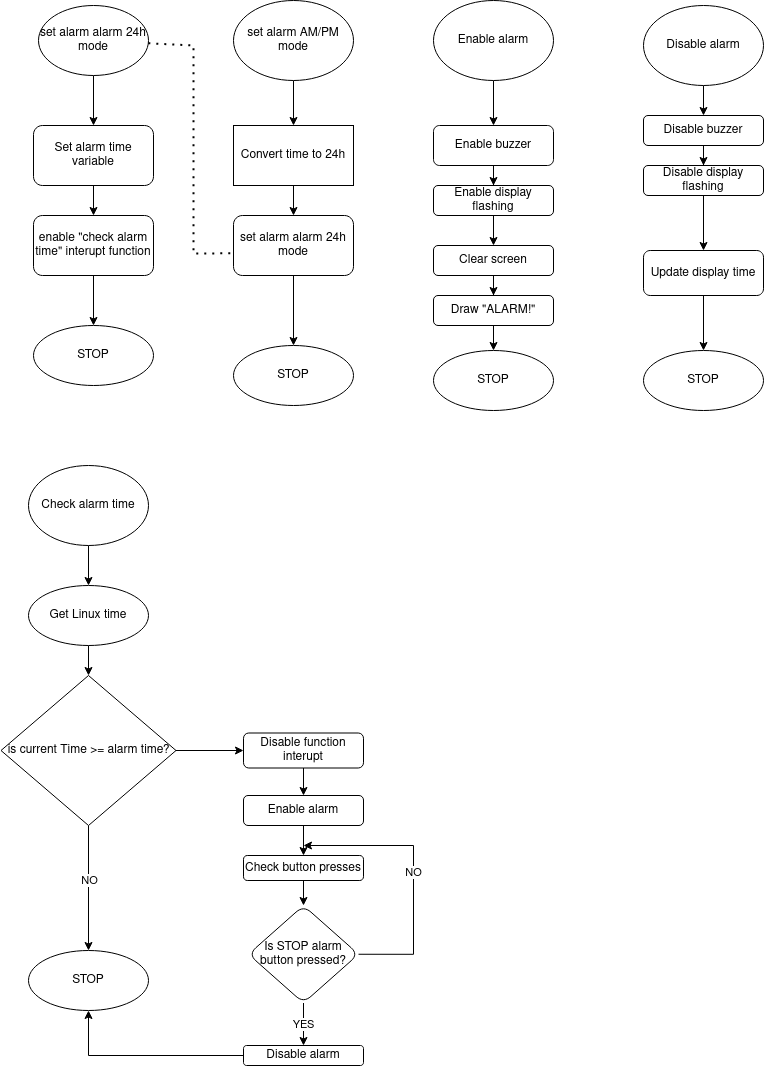 set alarm alarm 24h
mode
Set alarm time
variable
enable "check alarm
time" interupt function
STOP
set alarm AM/PM
mode
Convert time to 24h
set alarm alarm 24h
mode
STOP
Enable alarm
Enable buzzer
Enable display
flashing
Clear screen
Draw "ALARM!"
STOP
Disable alarm
Disable buzzer
Disable display
flashing
Update display time
STOP
Check alarm time
Get Linux time
is current Time >= alarm time?
NO
STOP
Disable function
interupt
Enable alarm
Check button presses
NO
Is STOP alarm
button pressed?
YES
Disable alarm